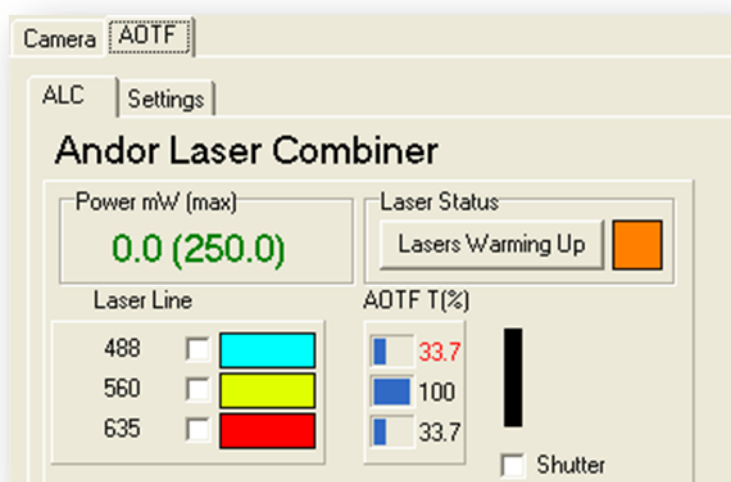 Camera AOTF
ALC Settings
Andor Laser Combiner
Power mW (max) Laser Status
0.0 (250.0) Lasers Warming Up
Laser Line AOTF T(%)
488 33.7
560 100
635 33.7
Shutter